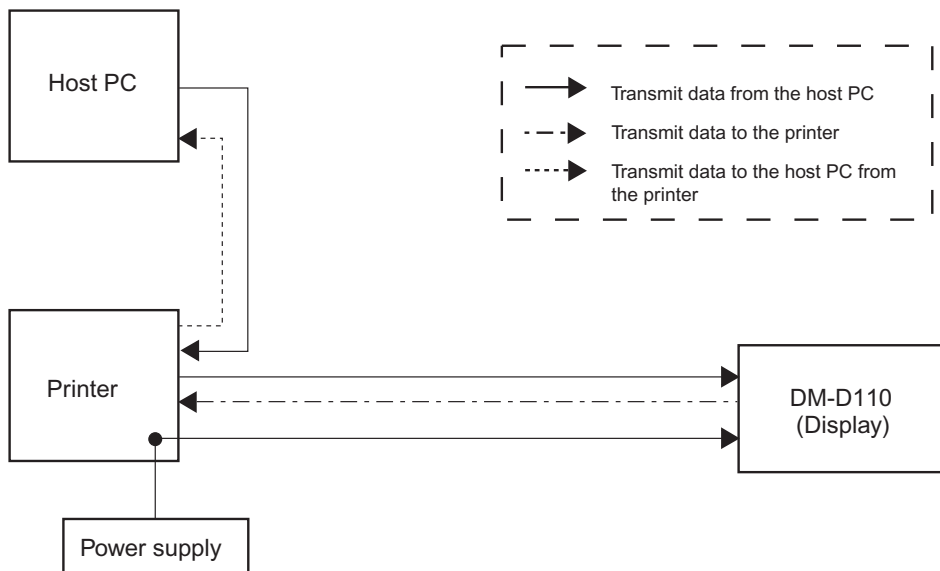 Host PC
Transmit data from the host PC
Transmit data to the printer
Transmit data to the host PC from
the printer
Printer
DM-D110
(Display)
Power supply